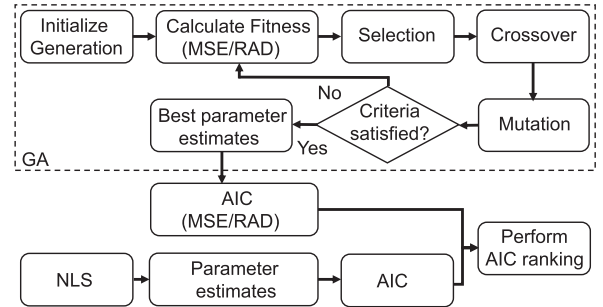 Initialize
Generation
Calculate Fitness
(MSE/RAD)
Selection
Crossover
No
Criteria
satisfied?
Mutation
Best parameter
estimates
Yes
GA
AIC
(MSE/RAD)
Perform
AIC ranking
NLS
Parameter
estimates
AIC